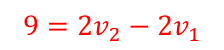 9 = 2v₂ − 2v₁